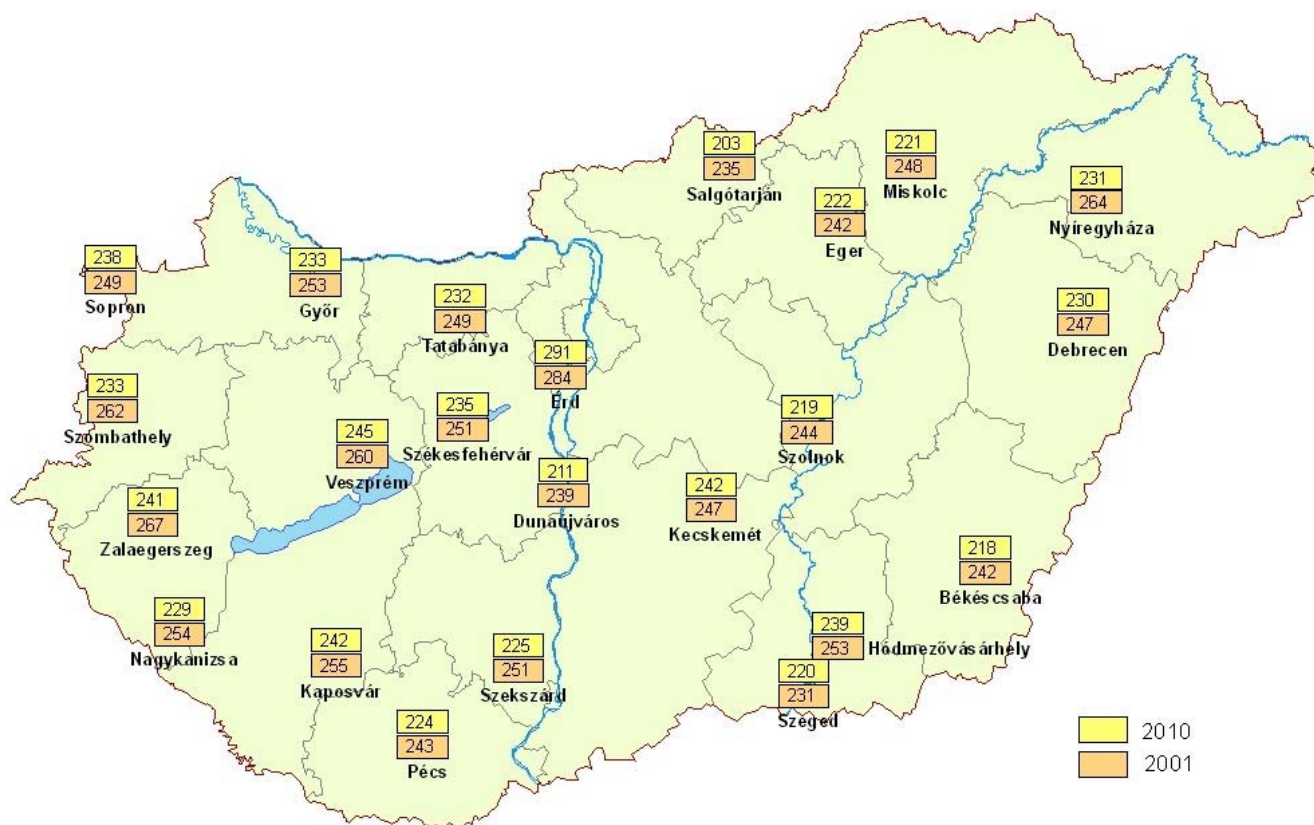 203
235
Salgótarján
221
248
Miskolc
231
264
Nyíregyháza
222
242
Eger
238
249
Sopron
233
253
Győr
232
249
Tatabánya
230
247
Debrecen
291
284
Érd
233
262
Szombathely
235
251
Székesfehérvár
219
244
Szolnok
245
260
Veszprém
211
239
Dunaújváros
242
247
Kecskemét
241
267
Zalaegerszeg
218
242
Békéscsaba
229
254
Nagykanizsa
242
255
Kaposvár
225
251
Szekszárd
239
253
Hódmezővásárhely
220
231
Szeged
224
243
Pécs
2010
2001